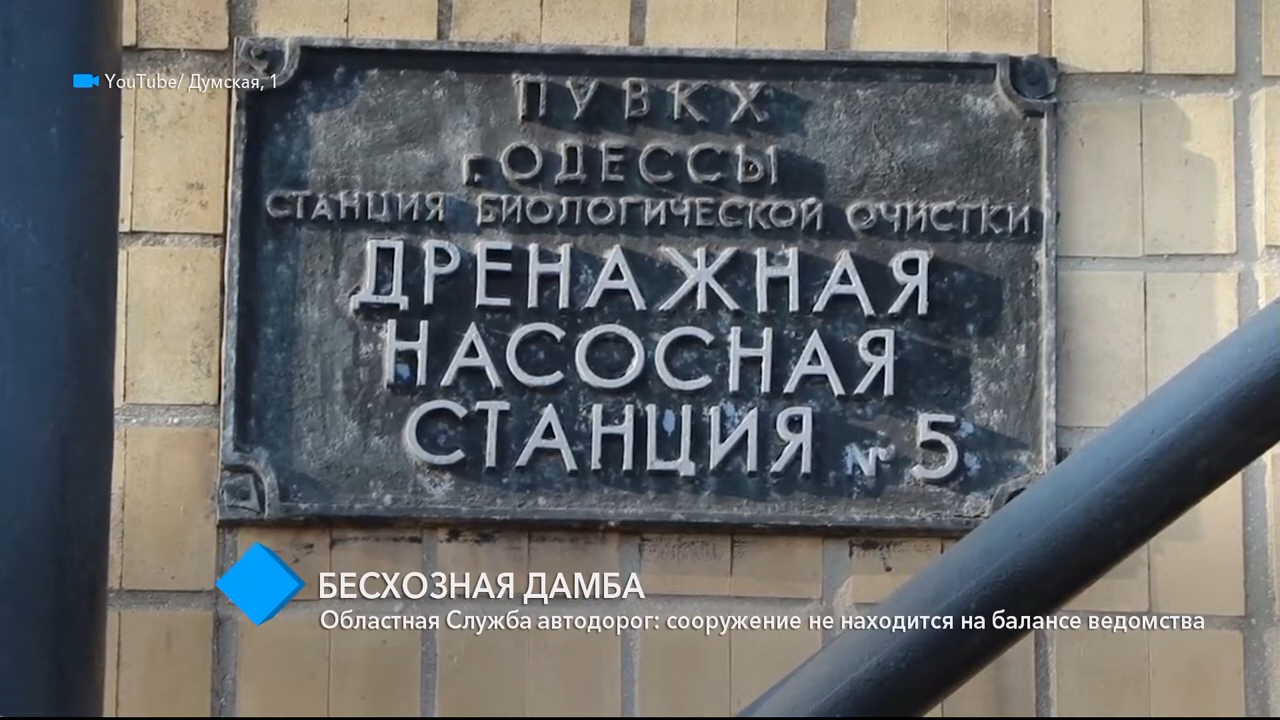 YouTube/ Думская, 1
ПУВКХ
г. ОДЕССЫ
СТАНЦИЯ БИОЛОГИЧЕСКОЙ ОЧИСТКИ
ДРЕНАЖНАЯ
НАСОСНАЯ
СТАНЦИЯ № 5
БЕСХОЗНАЯ ДАМБА
Областная Служба автодорог: сооружение не находится на балансе ведомства